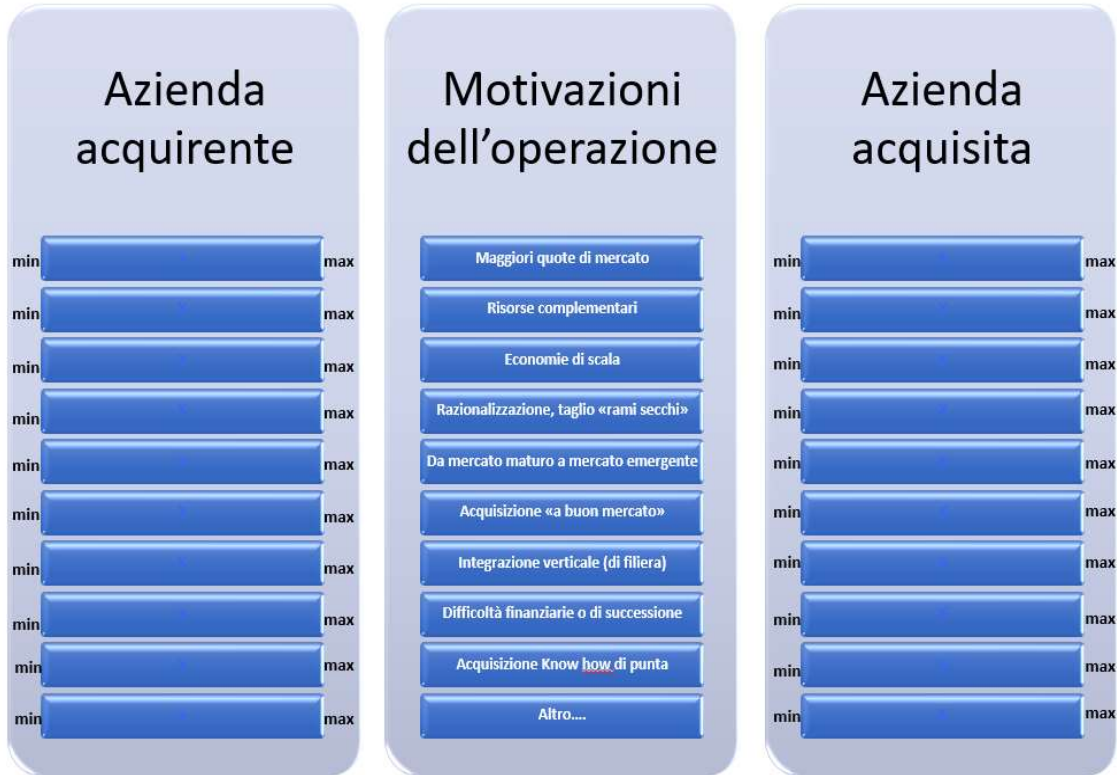 Azienda
acquirente
min max
min max
min max
min max
min max
min max
min max
min max
min max
min max
Motivazioni
dell'operazione
Maggiori quote di mercato
Risorse complementari
Economie di scala
Razionalizzazione, taglio «rami secchi»
Da mercato maturo a mercato emergente
Acquisizione «a buon mercato»
Integrazione verticale (di filiera)
Difficoltà finanziarie o di successione
Acquisizione Know how di punta
Altro....
Azienda
acquisita
min max
min max
min max
min max
min max
min max
min max
min max
min max
min max